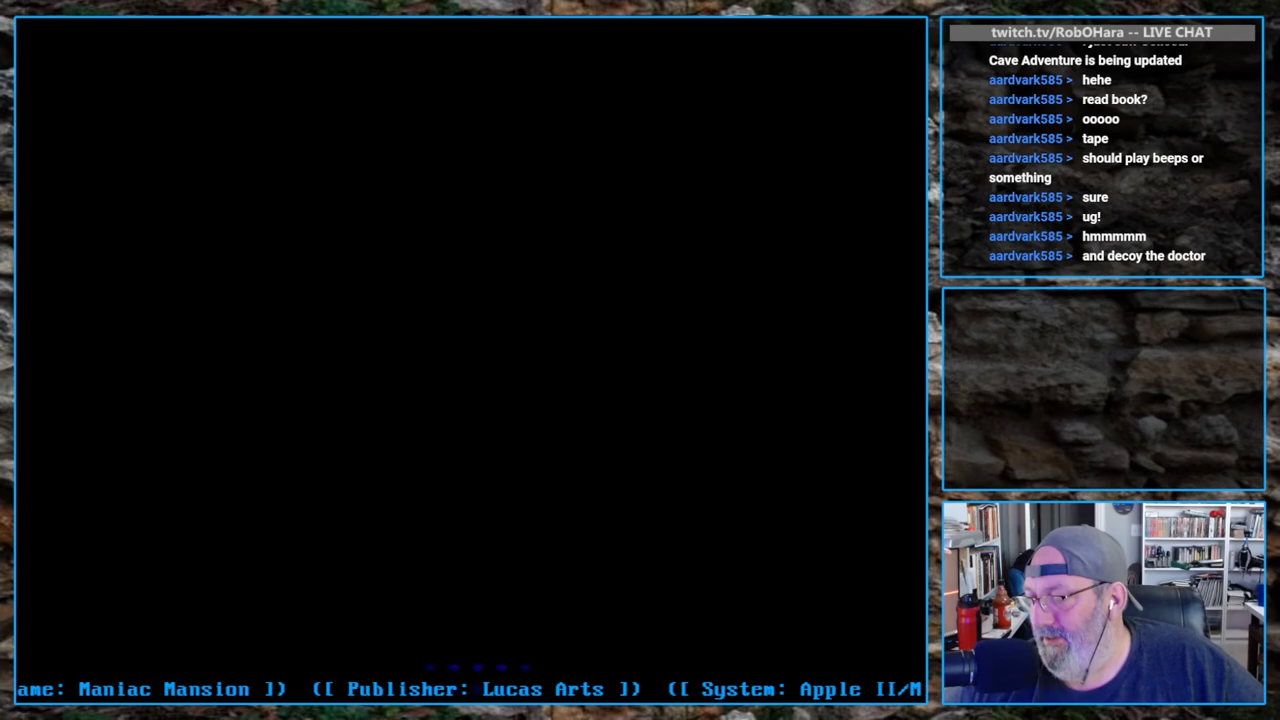 twitch.tv/RobOHara -- LIVE CHAT
Cave Adventure is being updated
aardvark585 > hehe
aardvark585 > read book?
aardvark585 > ooooo
aardvark585 > tape
aardvark585 > should play beeps or
something
aardvark585 > sure
aardvark585 > ug!
aardvark585 > hmmmmm
aardvark585 > and decoy the doctor
ame: Maniac Mansion ]) ([ Publisher: Lucas Arts ]) ([ System: Apple II/M